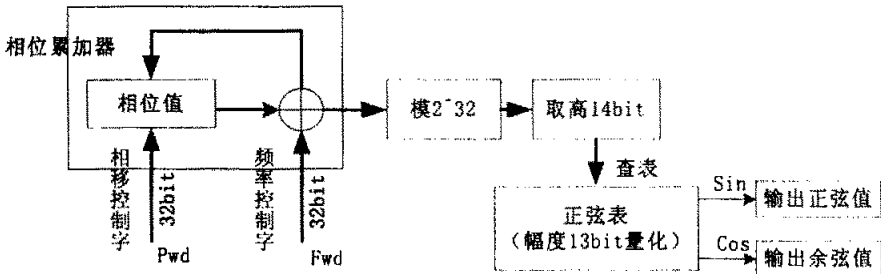 相位累加器
相位值
模2^32
取高14bit
相移控制字
32bit
频率控制字
32bit
Pwd
Fwd
查表
正弦表
（幅度13bit量化）
Sin
输出正弦值
Cos
输出余弦值